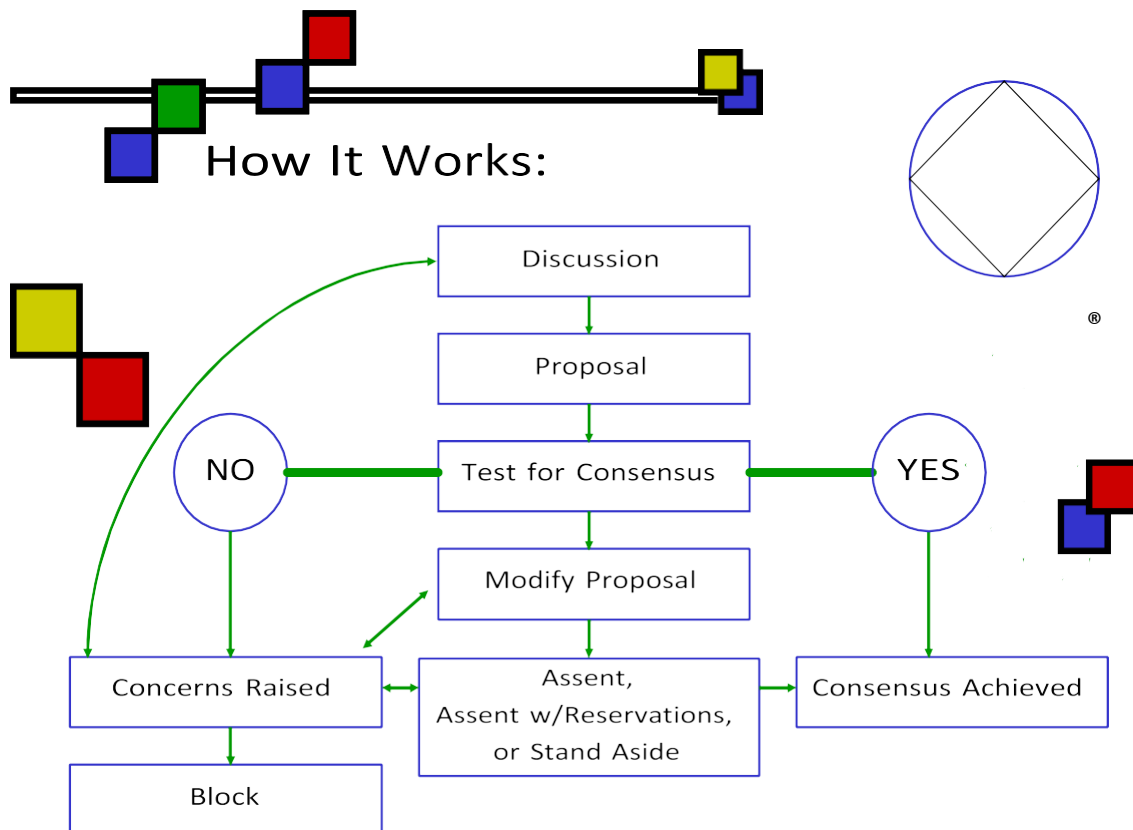 How It Works:
Discussion
®
Proposal
NO
Test for Consensus
YES
Modify Proposal
Concerns Raised
Assent,
Assent w/Reservations,
or Stand Aside
Consensus Achieved
Block